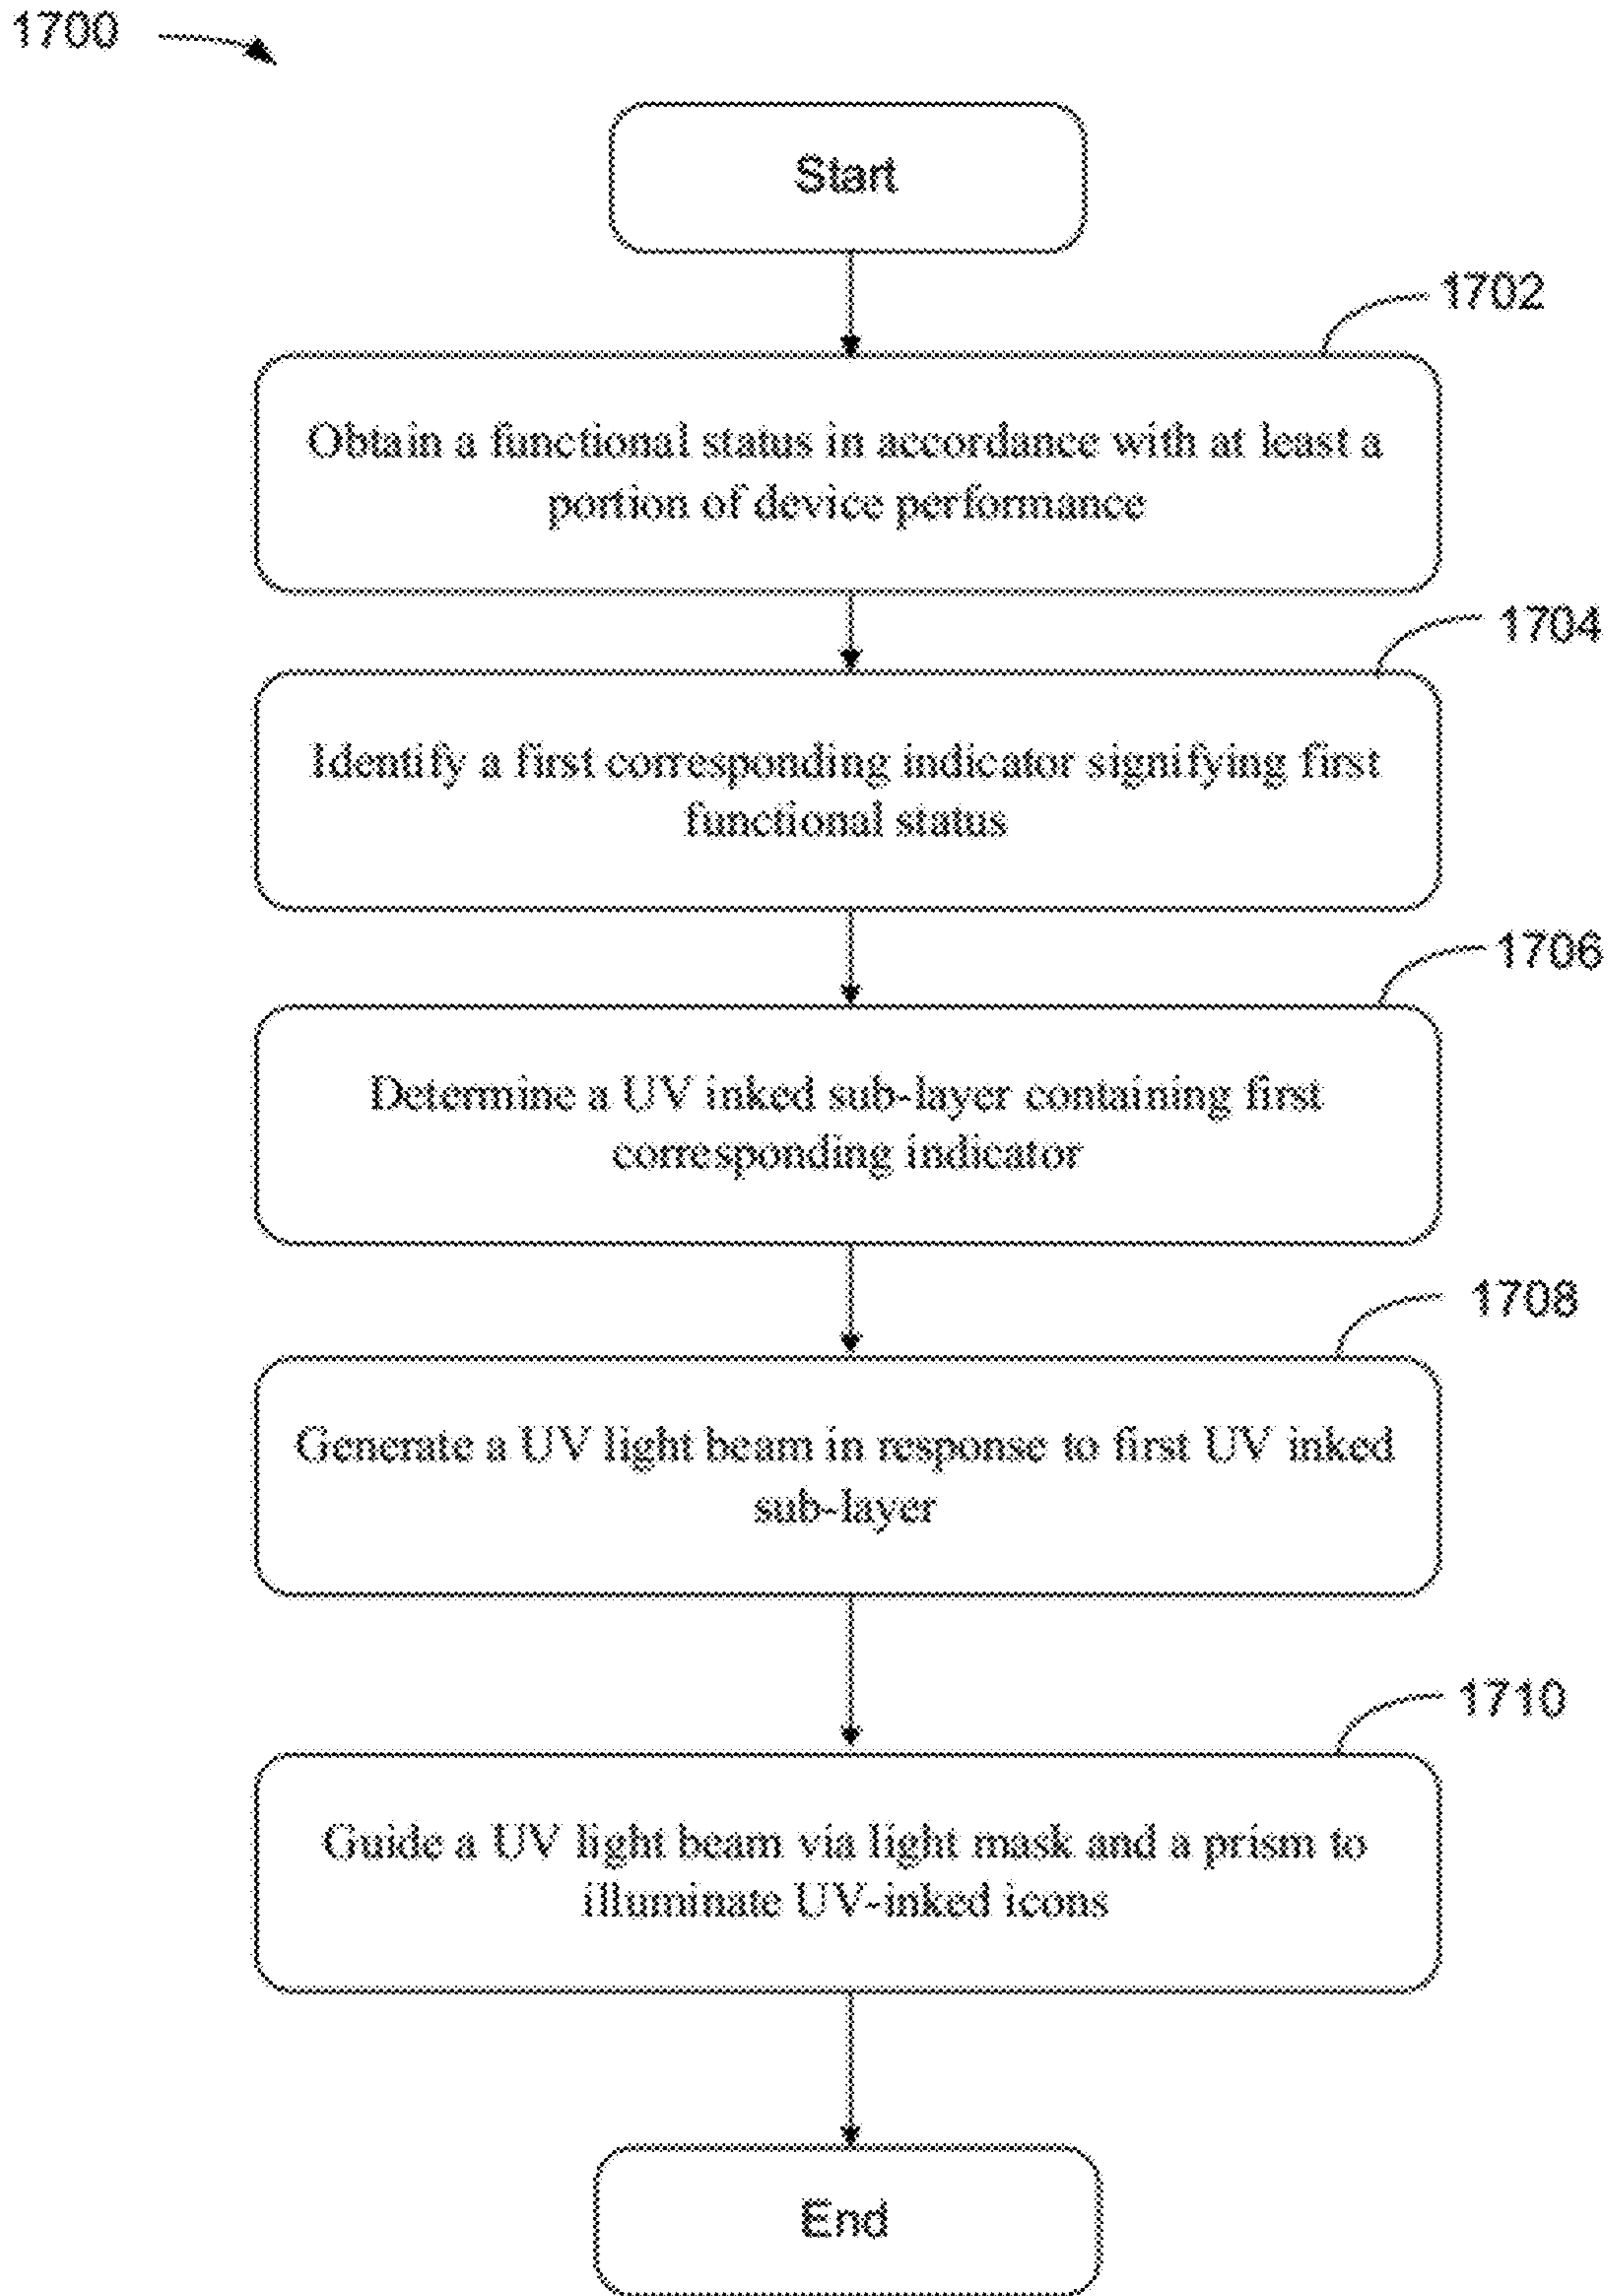 1700
Start
1702
Obtain a functional status in accordance with at least a
portion of device performance
1704
Identify a first corresponding indicator signifying first
functional status
1706
Determine a UV inked sub-layer containing first
corresponding indicator
1708
Generate a UV light beam in response to first UV inked
sub-layer
1710
Guide a UV light beam via light mask and a prism to
illuminate UV-inked icons
End